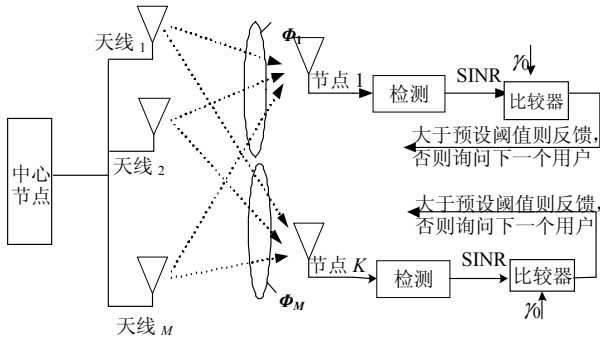 天线 1
Φ1
γ0
节点 1
检测
SINR
比较器
大于预设阈值则反馈,
否则询问下一个用户
天线 2
中心
节点
大于预设阈值则反馈,
否则询问下一个用户
节点 K
检测
SINR
比较器
天线 M
ΦM
γ0